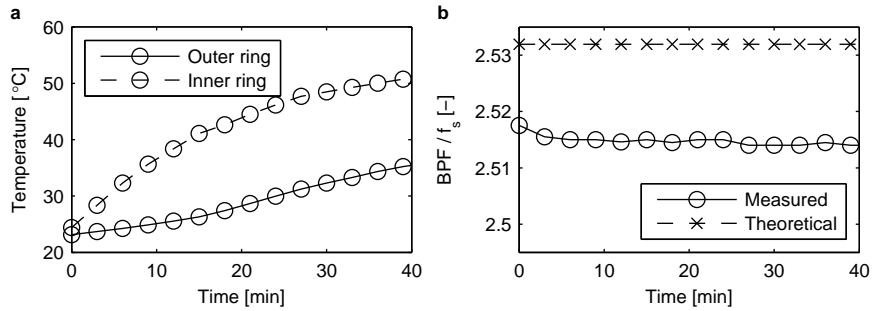 a
60
50
40
30
20
0
10
20
30
40
Temperature [°C]
Time [min]
Outer ring
Inner ring
b
2.53
2.52
2.51
2.5
0
10
20
30
40
BPF / f_s [−]
Time [min]
Measured
Theoretical